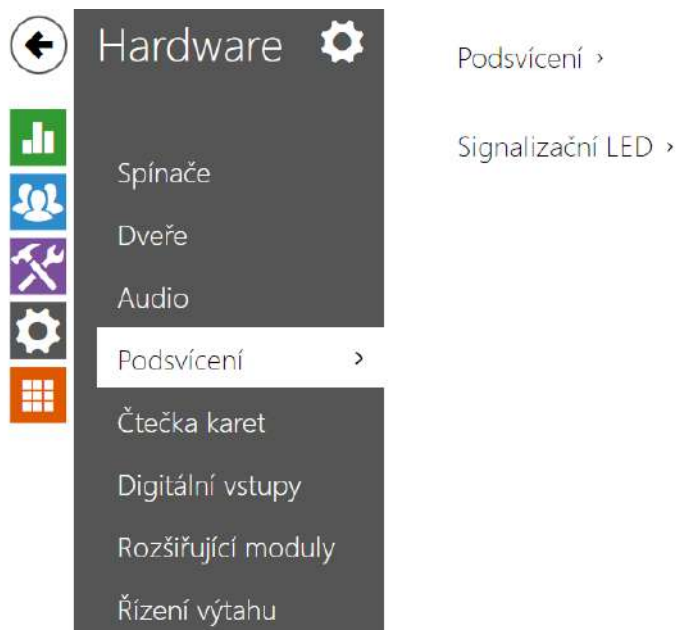 Hardware
Spínače
Dveře
Audio
Podsvícení
Čtečka karet
Digitální vstupy
Rozšiřující moduly
Řízení výtahu
Podsvícení
Signalizační LED